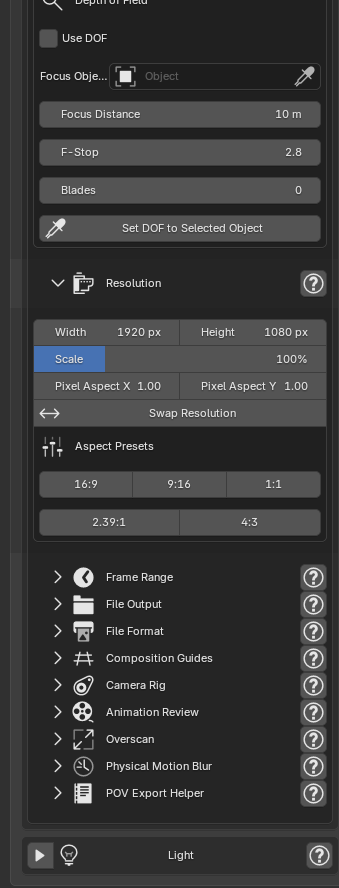 Depth of Field
Use DOF
Focus Obje... Object
Focus Distance 10 m
F-Stop 2.8
Blades 0
Set DOF to Selected Object
Resolution ?
Width 1920 px Height 1080 px
Scale 100%
Pixel Aspect X 1.00 Pixel Aspect Y 1.00
Swap Resolution
Aspect Presets
16:9 9:16 1:1
2.39:1 4:3
Frame Range ?
File Output ?
File Format ?
Composition Guides ?
Camera Rig ?
Animation Review ?
Overscan ?
Physical Motion Blur ?
POV Export Helper ?
Light ?